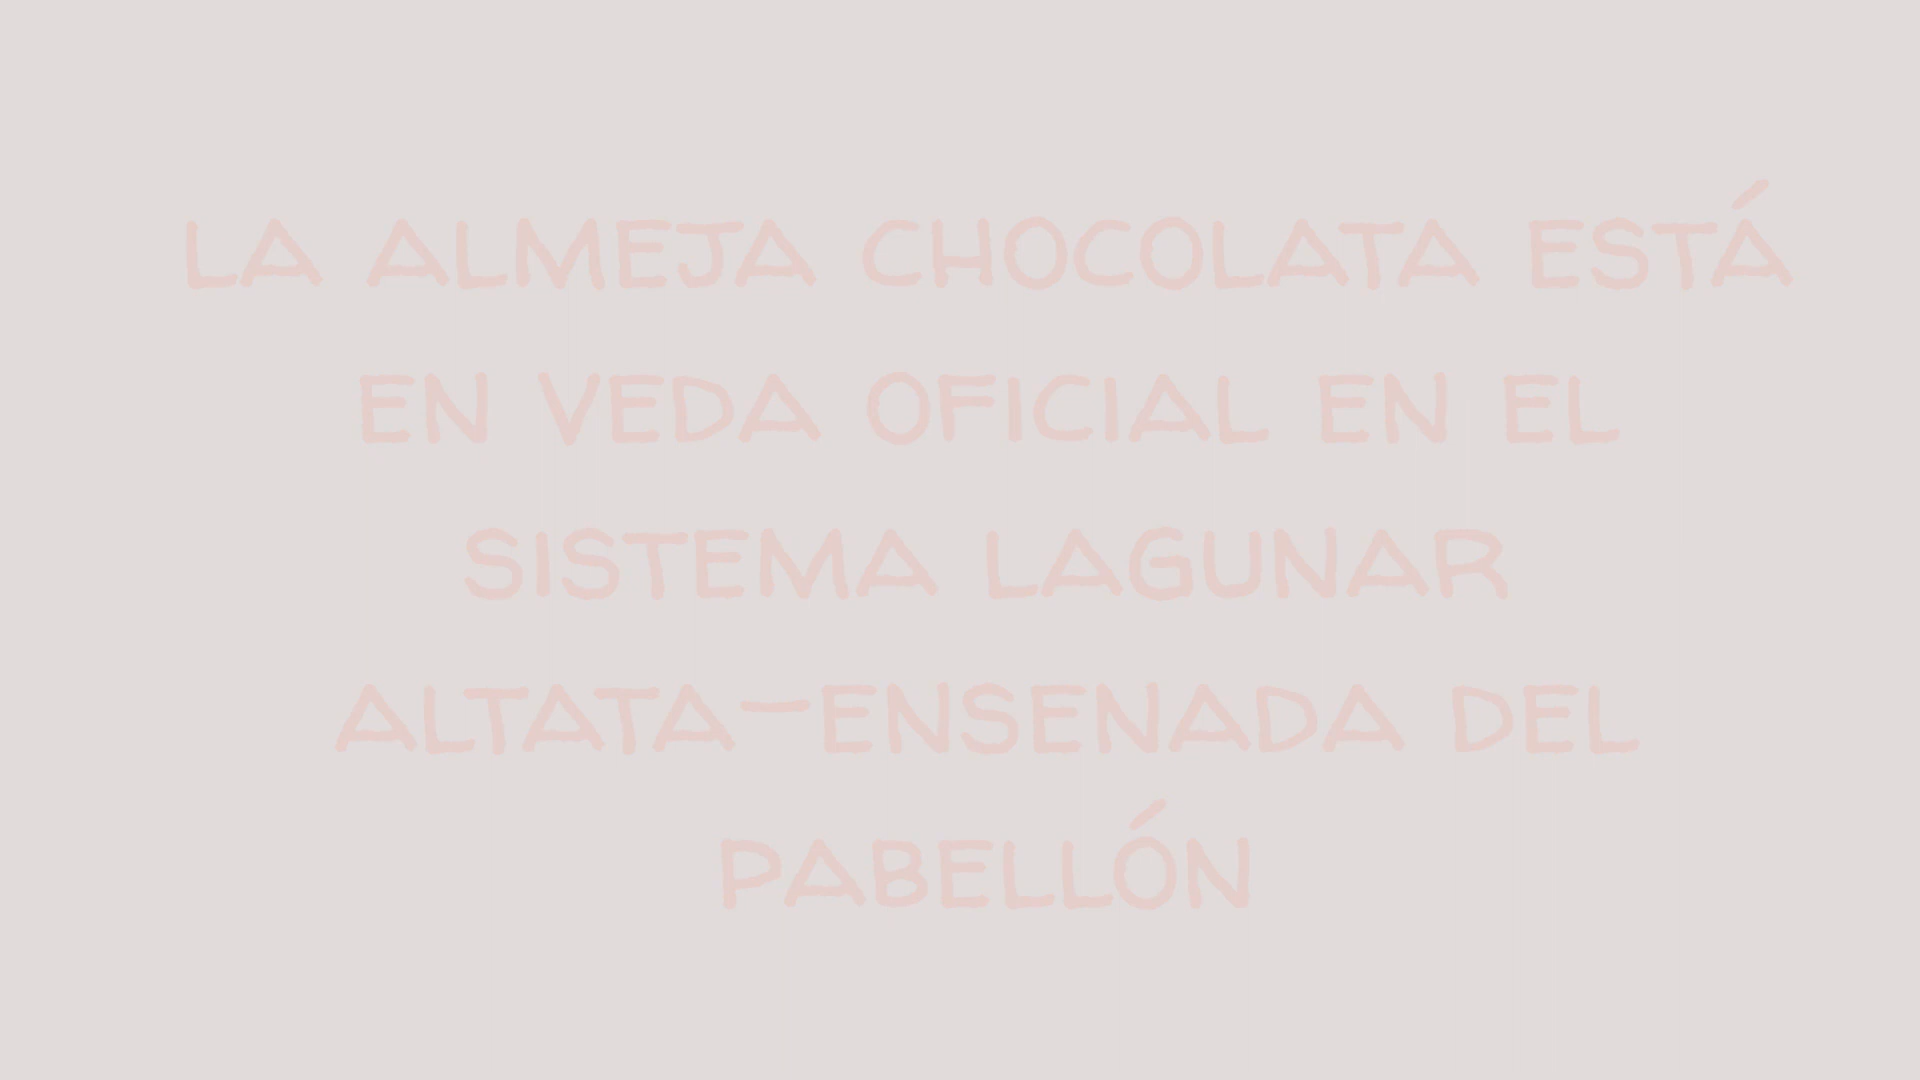 LA ALMEJA CHOCOLATA ESTÁ
EN VEDA OFICIAL EN EL
SISTEMA LAGUNAR
ALTATA-ENSENADA DEL
PABELLÓN